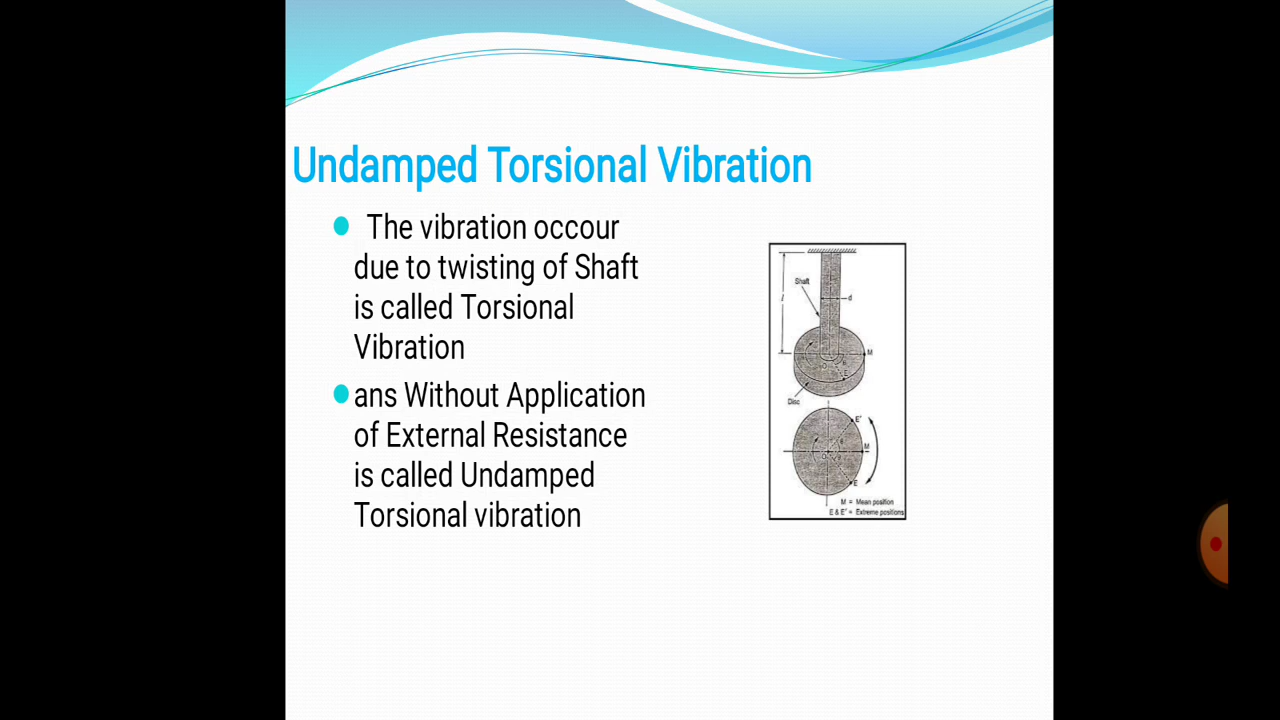 Undamped Torsional Vibration
The vibration occour
due to twisting of Shaft
is called Torsional
Vibration
ans Without Application
of External Resistance
is called Undamped
Torsional vibration
Shaft
d
l
M
O
θ
E
Disc
E'
θ
M
O
θ
E
M = Mean position
E & E' = Extreme positions